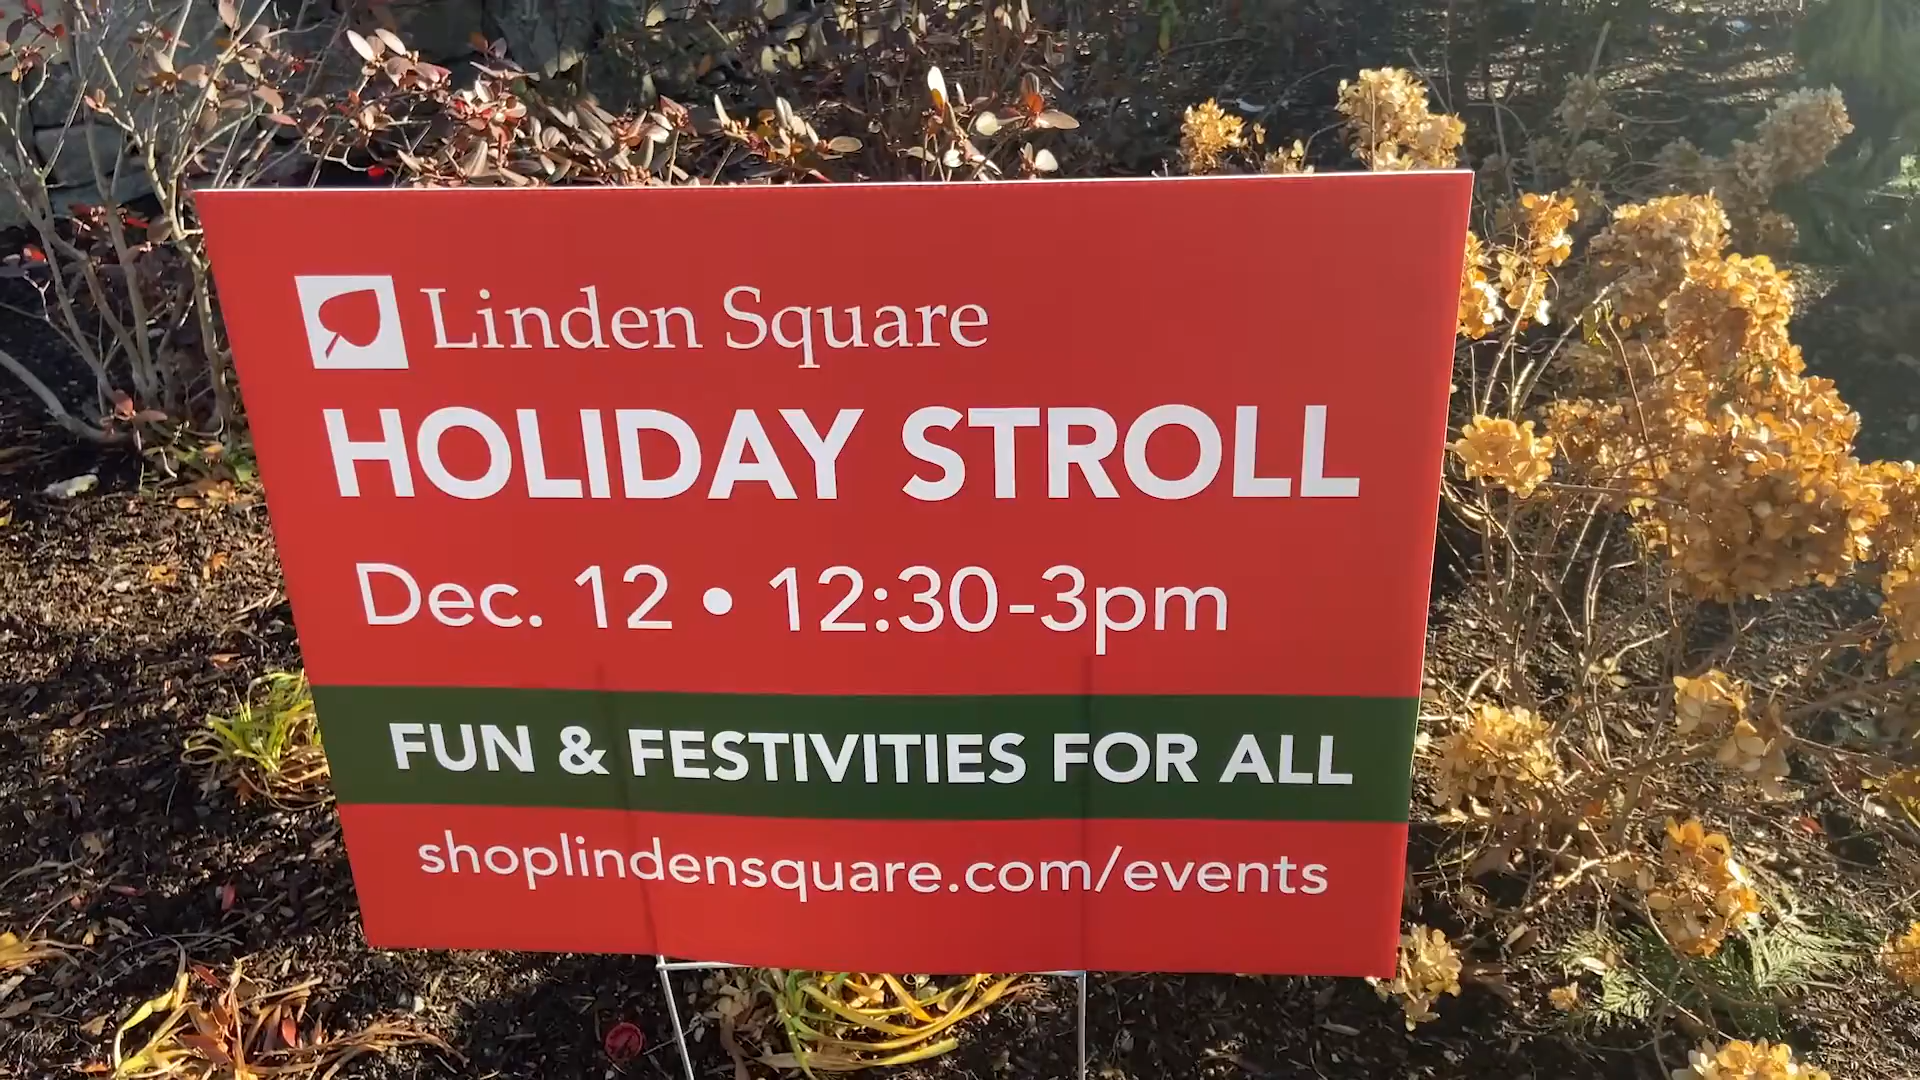 Linden Square
HOLIDAY STROLL
Dec. 12 • 12:30-3pm
FUN & FESTIVITIES FOR ALL
shoplindensquare.com/events